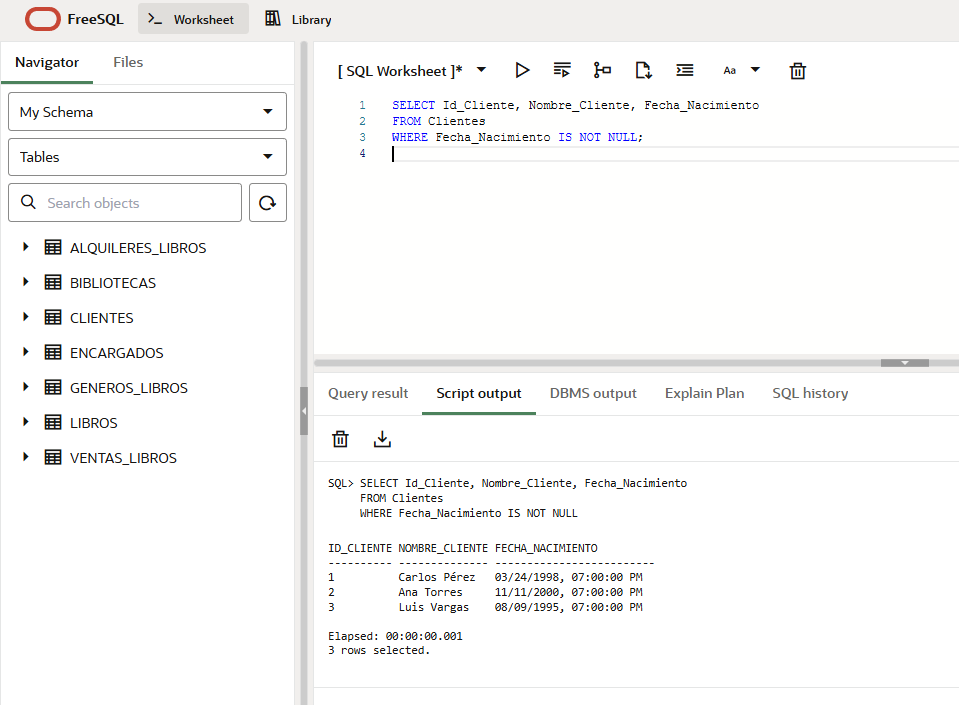 FreeSQL
Worksheet
Library
Navigator
Files
My Schema
Tables
Search objects
ALQUILERES_LIBROS
BIBLIOTECAS
CLIENTES
ENCARGADOS
GENEROS_LIBROS
LIBROS
VENTAS_LIBROS
[ SQL Worksheet ]*
Aa
1 SELECT Id_Cliente, Nombre_Cliente, Fecha_Nacimiento
2 FROM Clientes
3 WHERE Fecha_Nacimiento IS NOT NULL;
4
Query result
Script output
DBMS output
Explain Plan
SQL history
SQL> SELECT Id_Cliente, Nombre_Cliente, Fecha_Nacimiento
FROM Clientes
WHERE Fecha_Nacimiento IS NOT NULL
ID_CLIENTE NOMBRE_CLIENTE FECHA_NACIMIENTO
---------- -------------- -------------------------
1 Carlos Pérez 03/24/1998, 07:00:00 PM
2 Ana Torres 11/11/2000, 07:00:00 PM
3 Luis Vargas 08/09/1995, 07:00:00 PM
Elapsed: 00:00:00.001
3 rows selected.